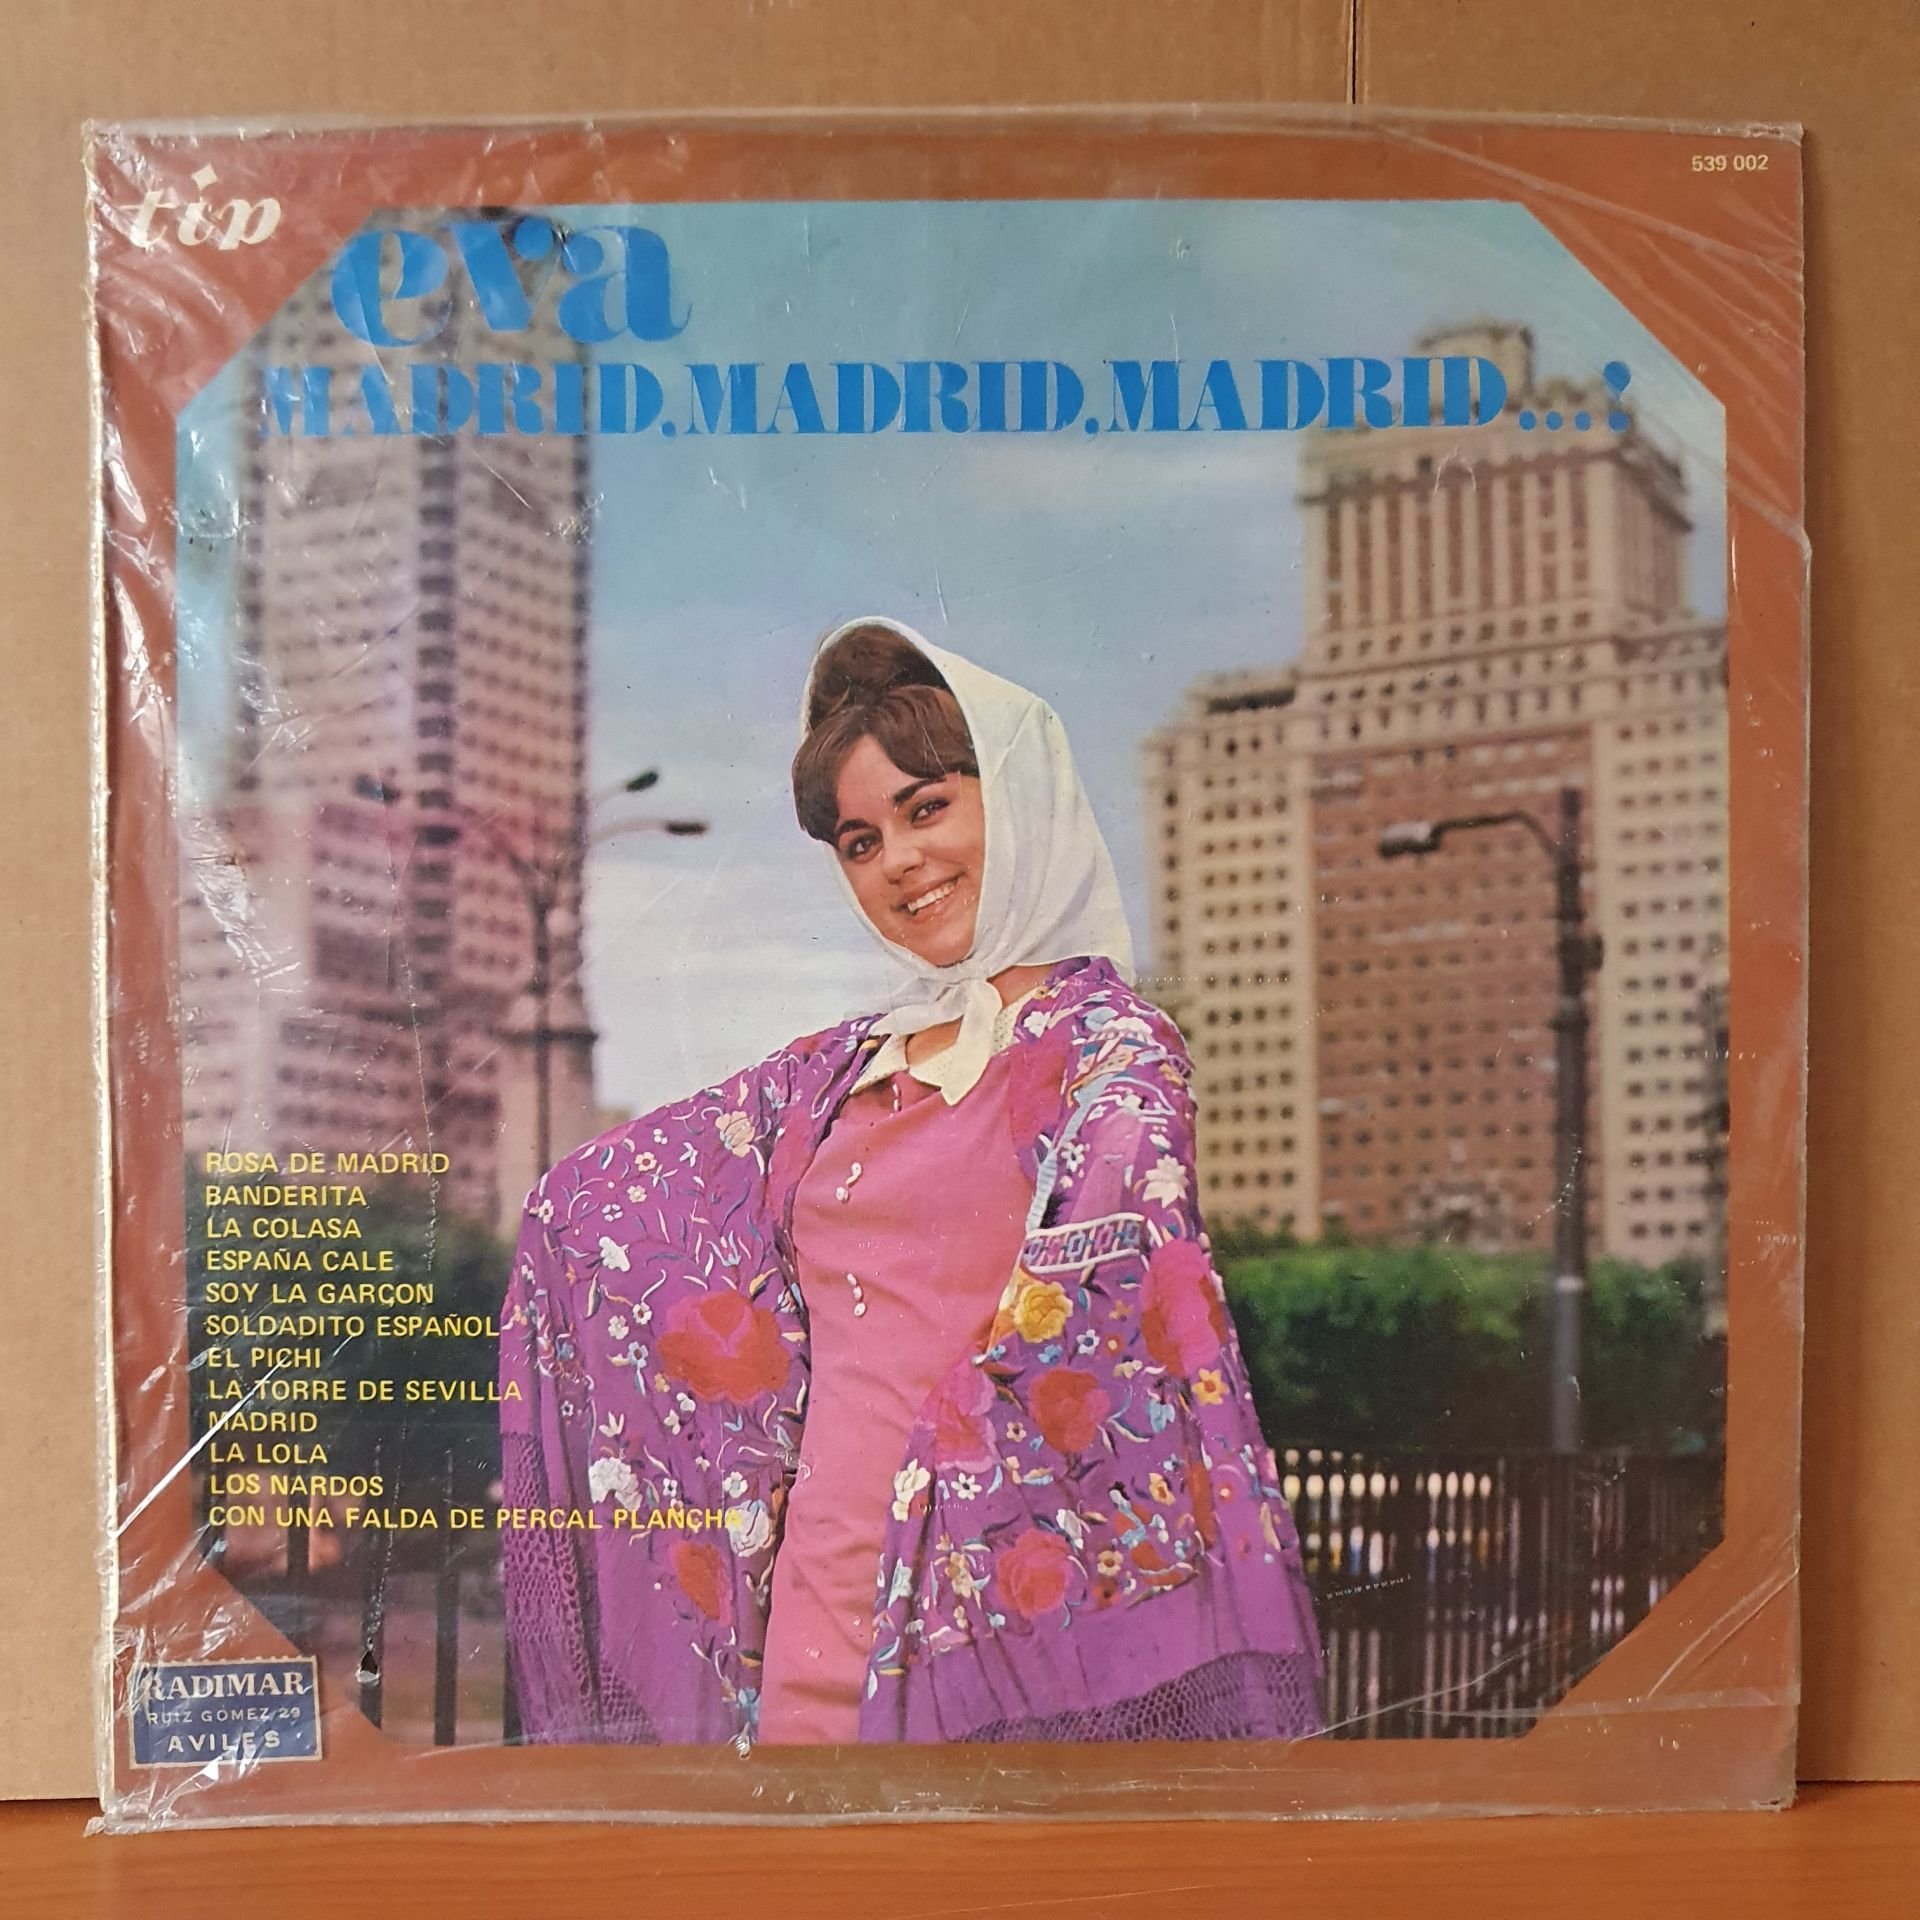 tip
539 002
eva
MADRID,MADRID,MADRID...!
ROSA DE MADRID
BANDERITA
LA COLASA
ESPAÑA CALE
SOY LA GARÇON
SOLDADITO ESPAÑOL
EL PICHI
LA TORRE DE SEVILLA
MADRID
LA LOLA
LOS NARDOS
CON UNA FALDA DE PERCAL PLANCHA
RADIMAR
RUIZ GÓMEZ 29
AVILES